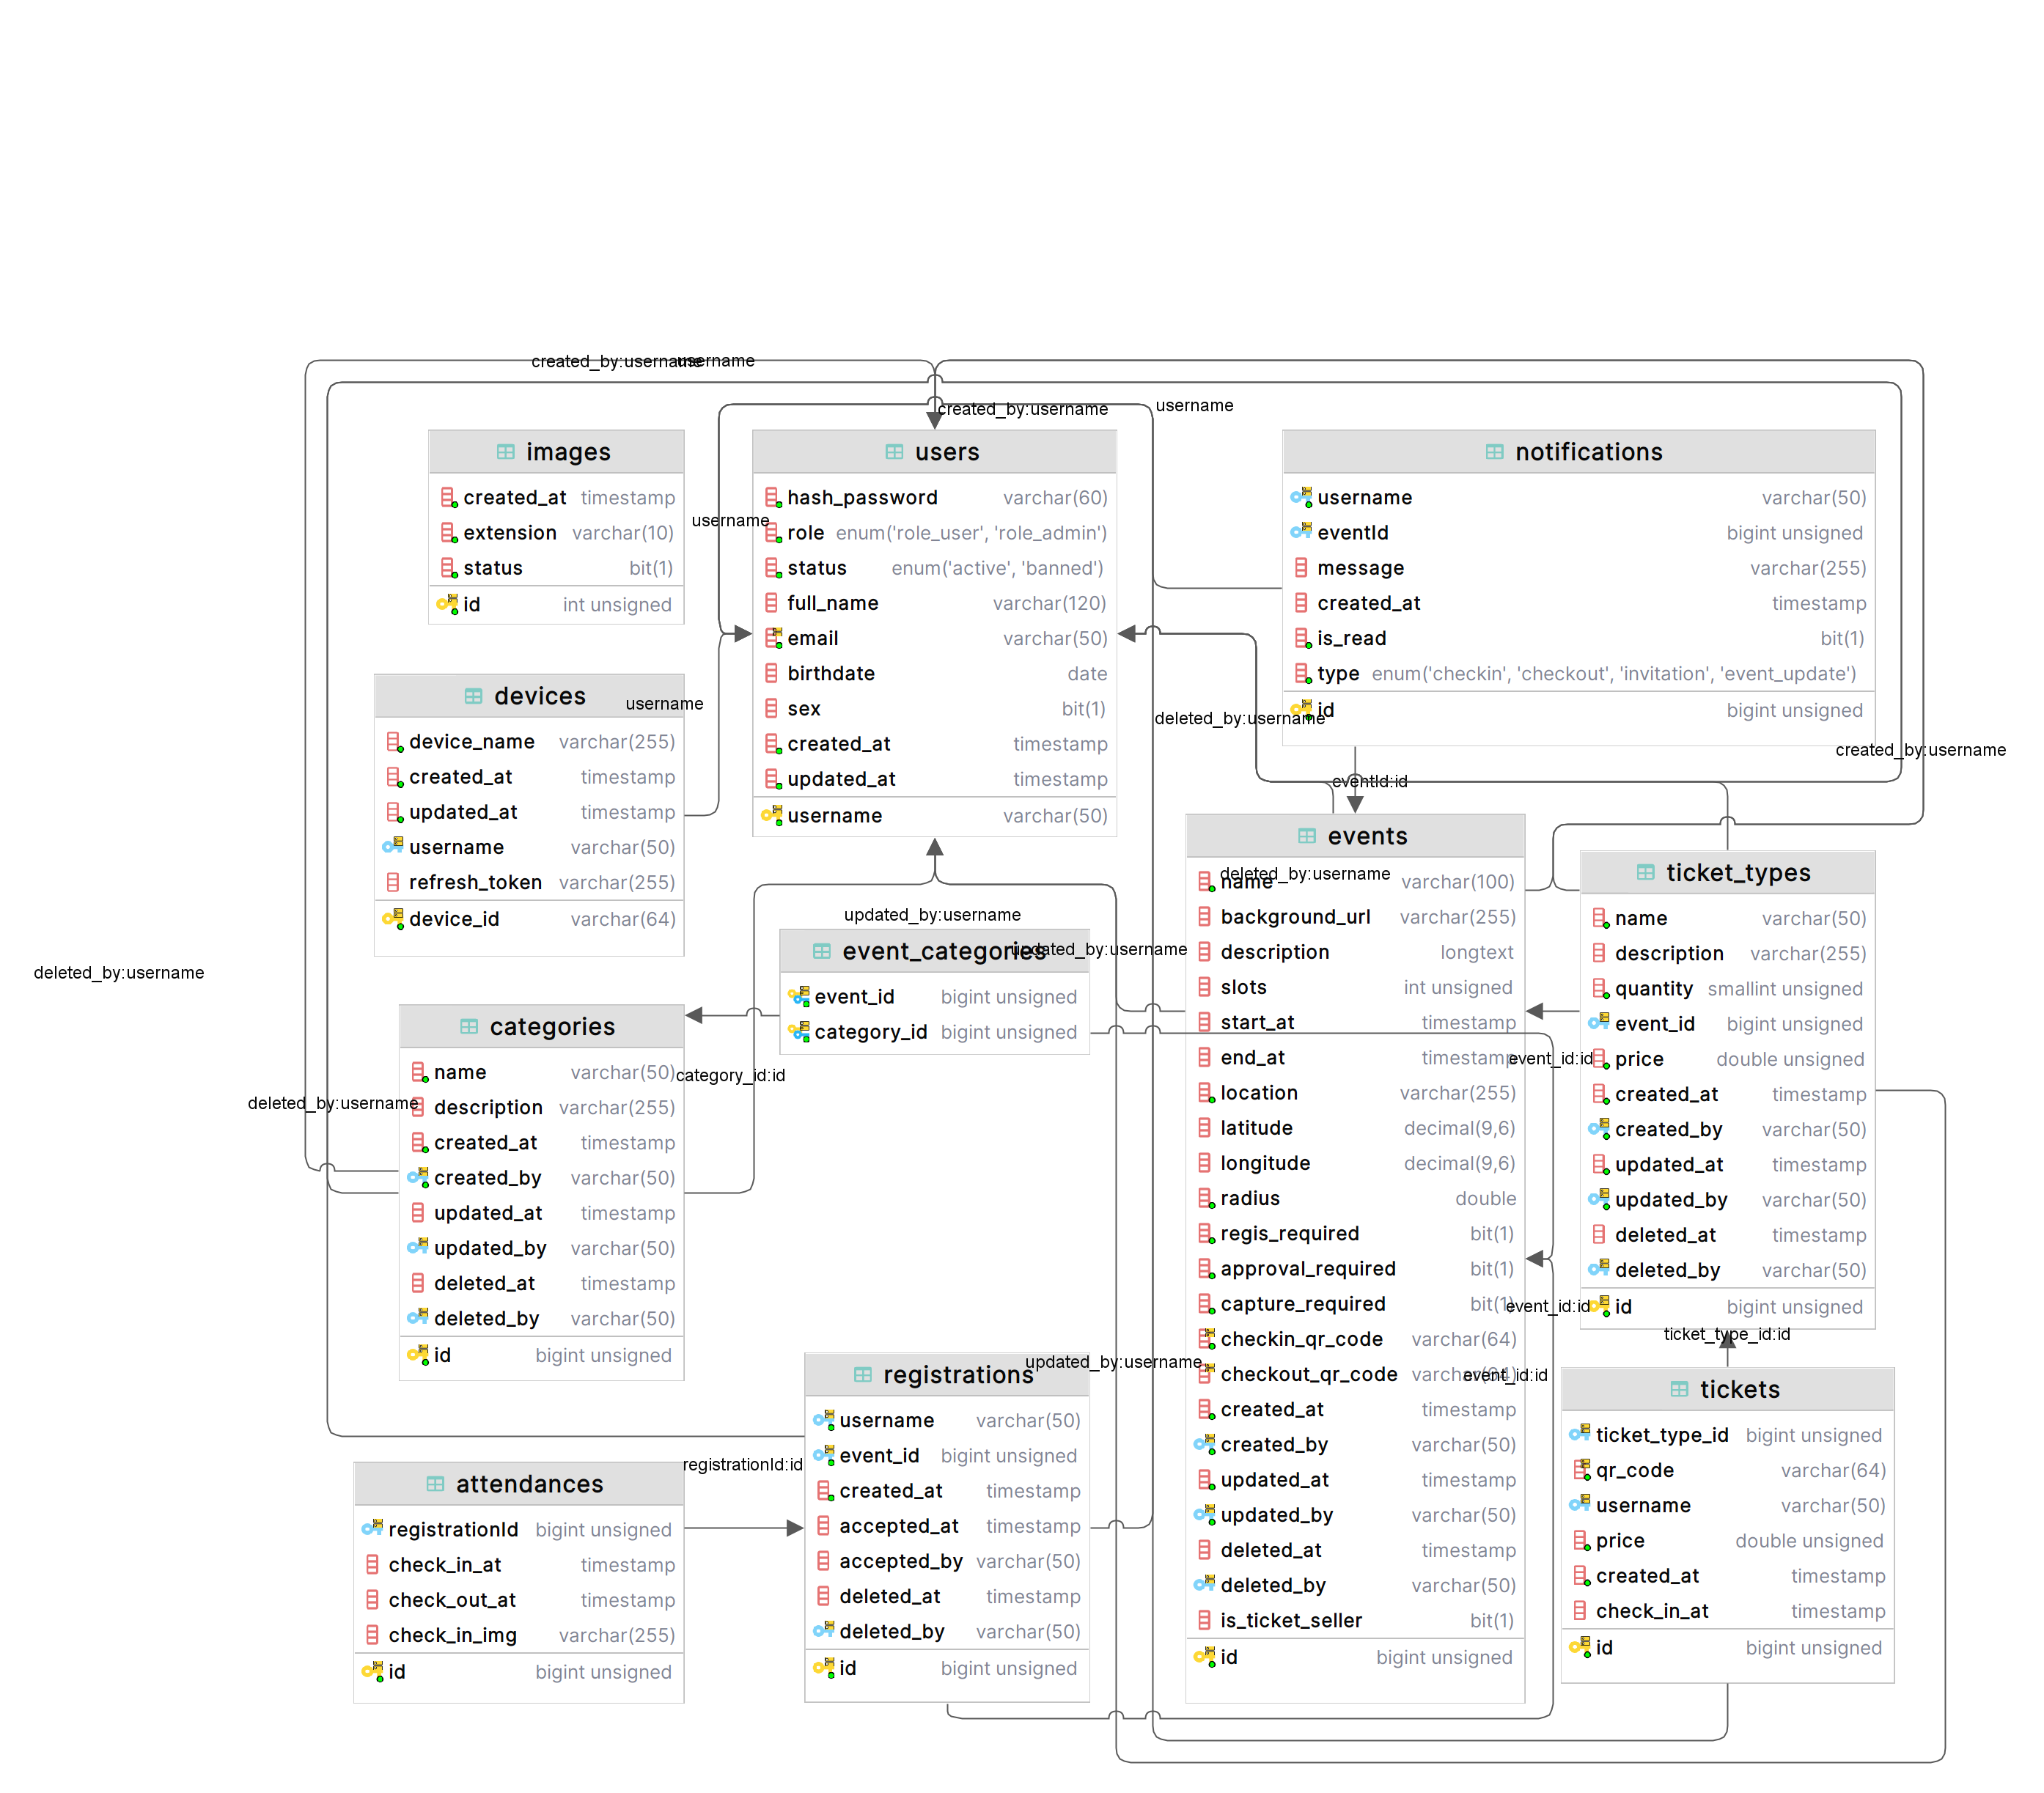 created_by:username
username
created_by:username
username
images
created_at timestamp
extension varchar(10)
status bit(1)
id int unsigned
users
hash_password varchar(60)
role enum('role_user', 'role_admin')
status enum('active', 'banned')
full_name varchar(120)
email varchar(50)
birthdate date
sex bit(1)
created_at timestamp
updated_at timestamp
username varchar(50)
notifications
username varchar(50)
eventId bigint unsigned
message varchar(255)
created_at timestamp
is_read bit(1)
type enum('checkin', 'checkout', 'invitation', 'event_update')
id bigint unsigned
username
username
deleted_by:username
created_by:username
eventId:id
devices
device_name varchar(255)
created_at timestamp
updated_at timestamp
username varchar(50)
refresh_token varchar(255)
device_id varchar(64)
deleted_by:username
updated_by:username
event_categories
updated_by:username
event_id bigint unsigned
category_id bigint unsigned
deleted_by:username
category_id:id
deleted_by:username
categories
name varchar(50)
description varchar(255)
created_at timestamp
created_by varchar(50)
updated_at timestamp
updated_by varchar(50)
deleted_at timestamp
deleted_by varchar(50)
id bigint unsigned
events
name varchar(100)
background_url varchar(255)
description longtext
slots int unsigned
start_at timestamp
end_at timestamp
location varchar(255)
latitude decimal(9,6)
longitude decimal(9,6)
radius double
regis_required bit(1)
approval_required bit(1)
capture_required bit(1)
checkin_qr_code varchar(64)
checkout_qr_code varchar(64)
created_at timestamp
created_by varchar(50)
updated_at timestamp
updated_by varchar(50)
deleted_at timestamp
deleted_by varchar(50)
is_ticket_seller bit(1)
id bigint unsigned
event_id:id
event_id:id
event_id:id
ticket_types
name varchar(50)
description varchar(255)
quantity smallint unsigned
event_id bigint unsigned
price double unsigned
created_at timestamp
created_by varchar(50)
updated_at timestamp
updated_by varchar(50)
deleted_at timestamp
deleted_by varchar(50)
id bigint unsigned
ticket_type_id:id
updated_by:username
registrations
username varchar(50)
event_id bigint unsigned
created_at timestamp
accepted_at timestamp
accepted_by varchar(50)
deleted_at timestamp
deleted_by varchar(50)
id bigint unsigned
registrationId:id
attendances
registrationId bigint unsigned
check_in_at timestamp
check_out_at timestamp
check_in_img varchar(255)
id bigint unsigned
tickets
ticket_type_id bigint unsigned
qr_code varchar(64)
username varchar(50)
price double unsigned
created_at timestamp
check_in_at timestamp
id bigint unsigned